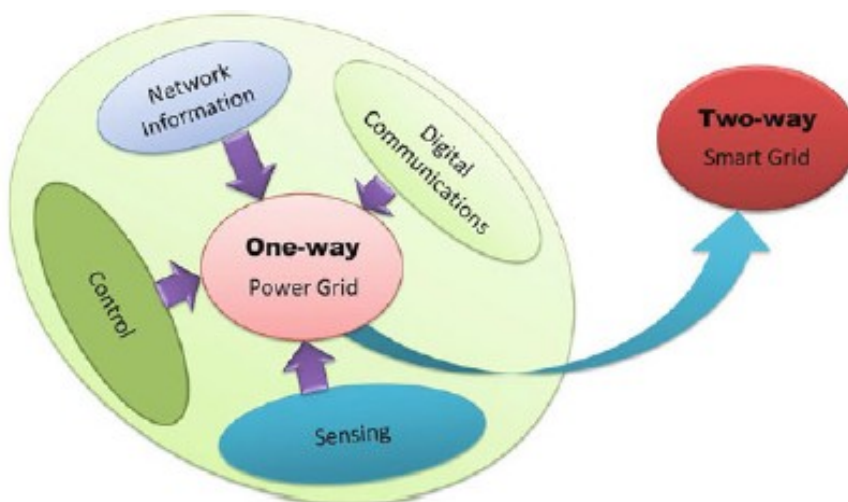 Network
Information
Digital
Communications
Two-way
Smart Grid
One-way
Power Grid
Control
Sensing